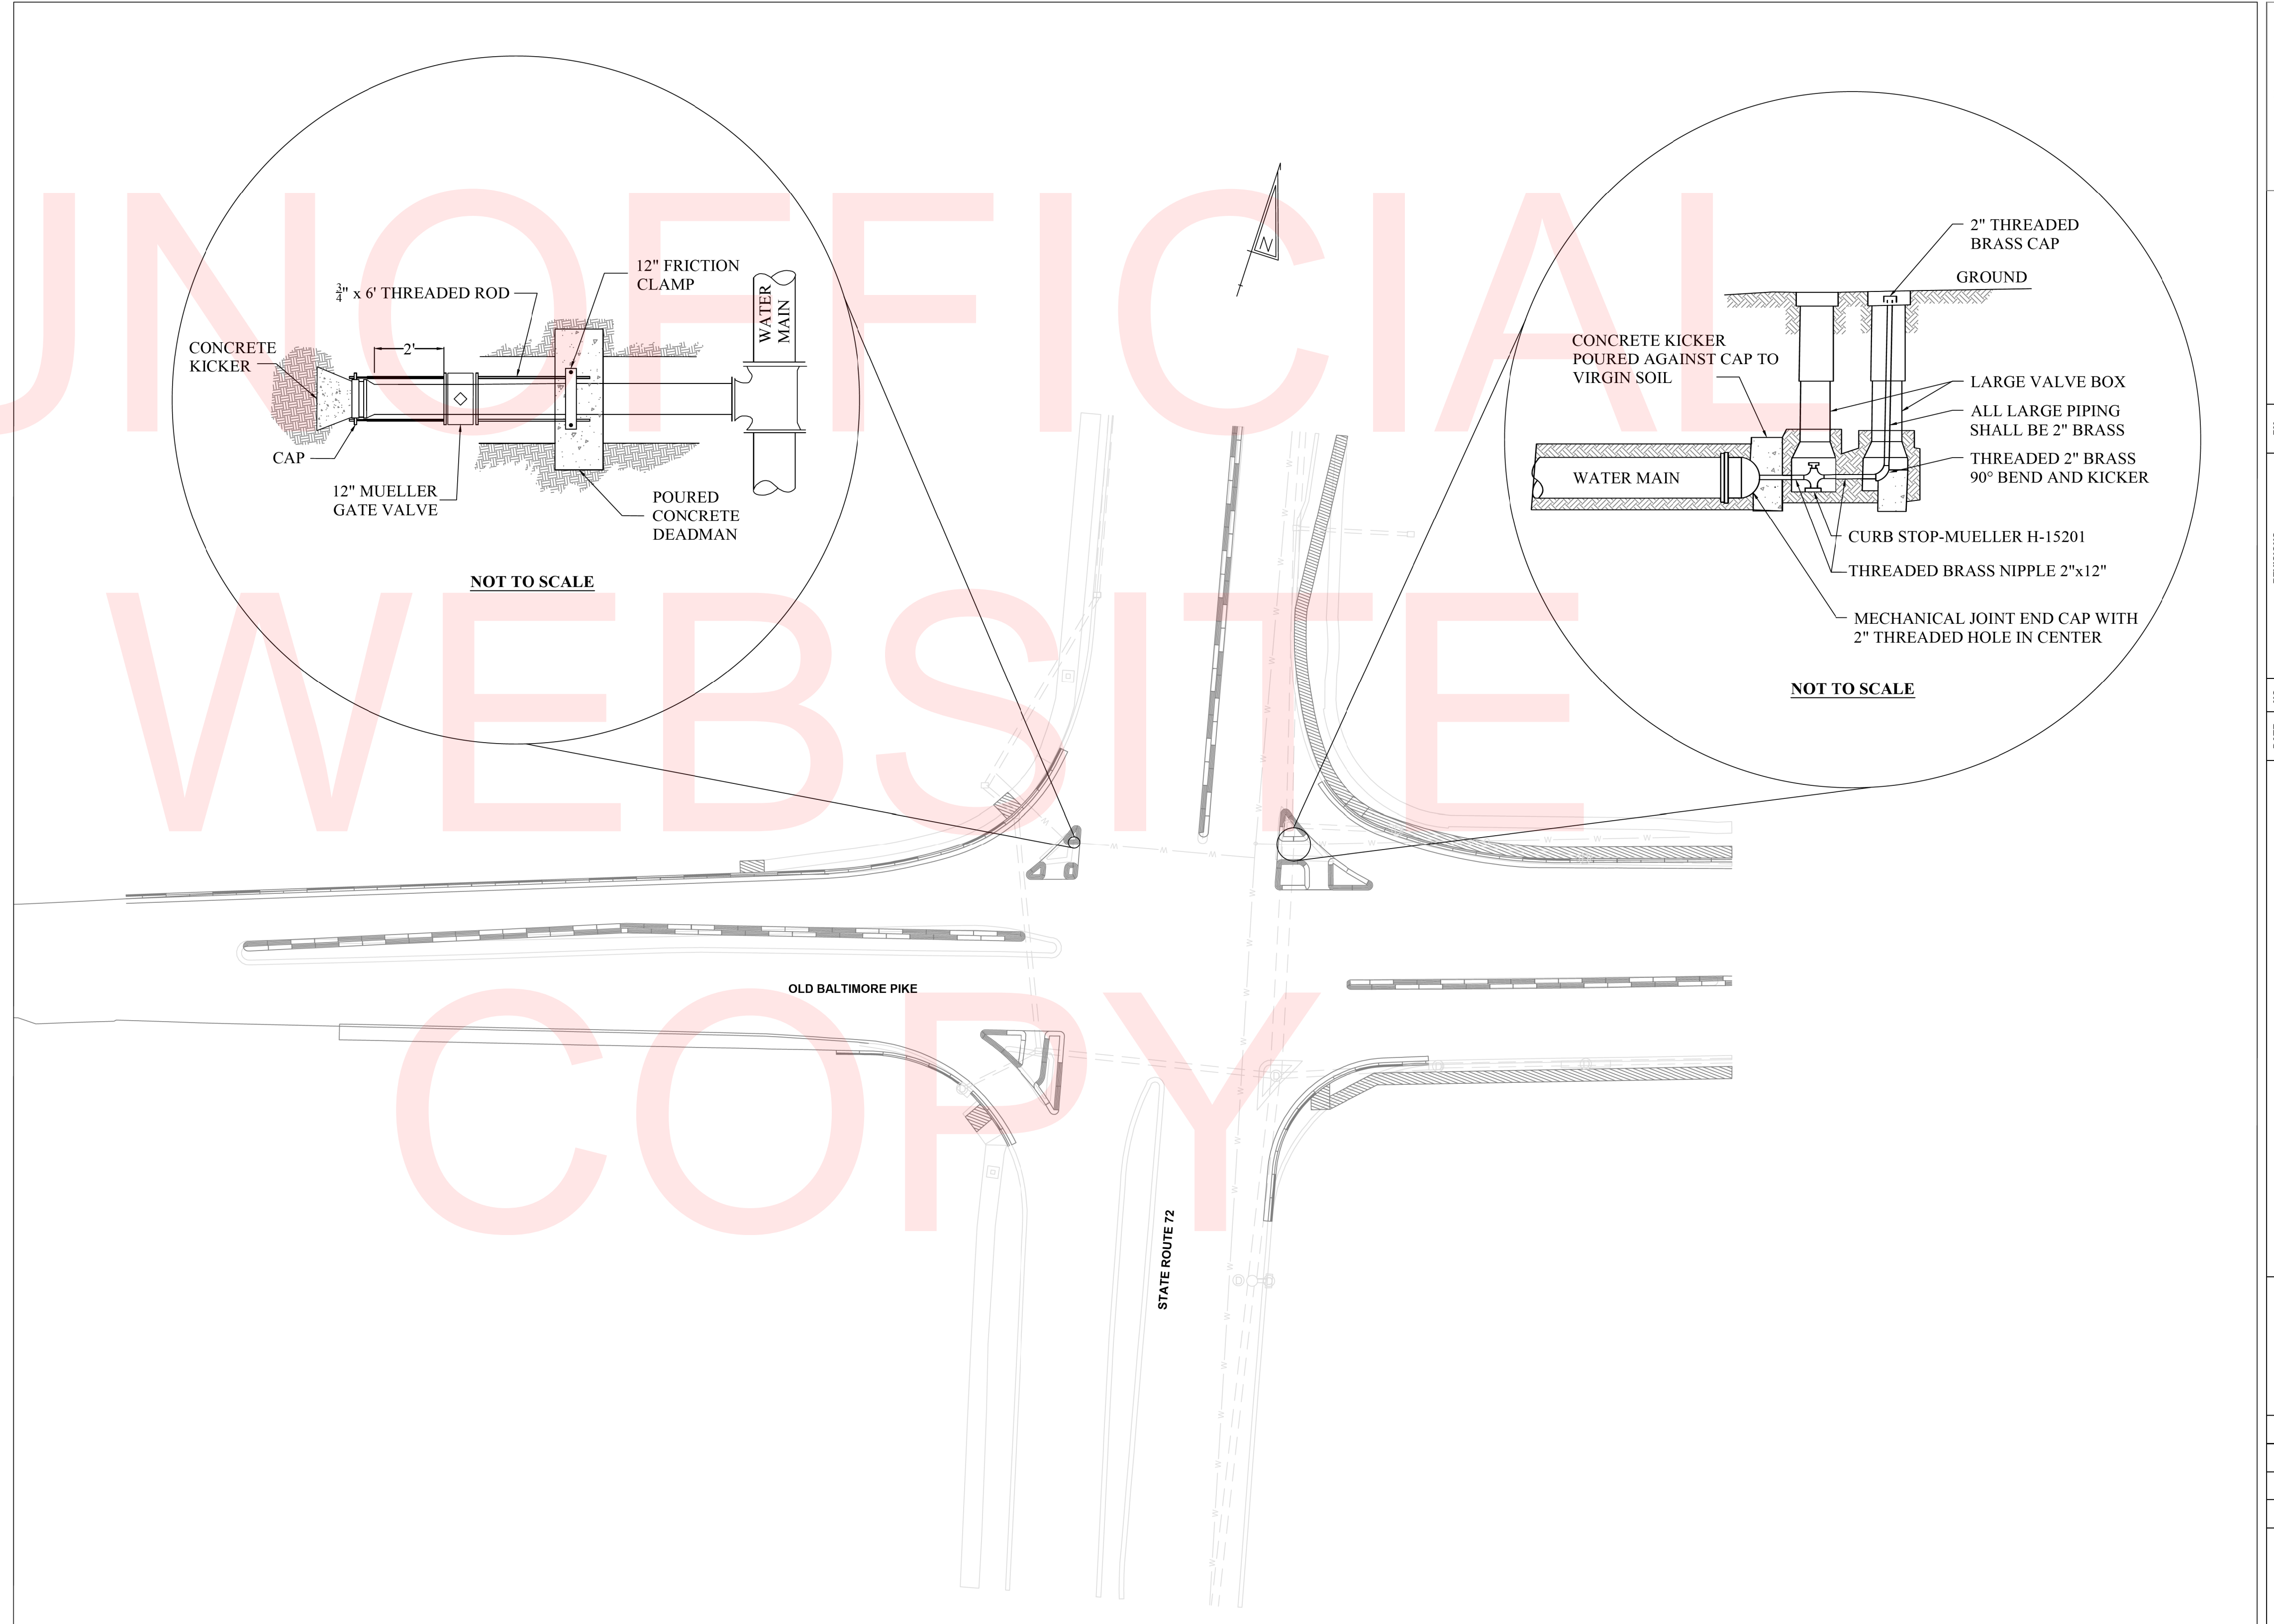 UNOFFICIAL
WEBSITE
COPY
12" FRICTION
CLAMP
3/4" x 6' THREADED ROD
WATER
MAIN
CONCRETE
KICKER
2'
CAP
12" MUELLER
GATE VALVE
POURED
CONCRETE
DEADMAN
NOT TO SCALE
N
2" THREADED
BRASS CAP
GROUND
CONCRETE KICKER
POURED AGAINST CAP TO
VIRGIN SOIL
LARGE VALVE BOX
ALL LARGE PIPING
SHALL BE 2" BRASS
THREADED 2" BRASS
90° BEND AND KICKER
WATER MAIN
CURB STOP-MUELLER H-15201
THREADED BRASS NIPPLE 2"x12"
MECHANICAL JOINT END CAP WITH
2" THREADED HOLE IN CENTER
NOT TO SCALE
OLD BALTIMORE PIKE
STATE ROUTE 72